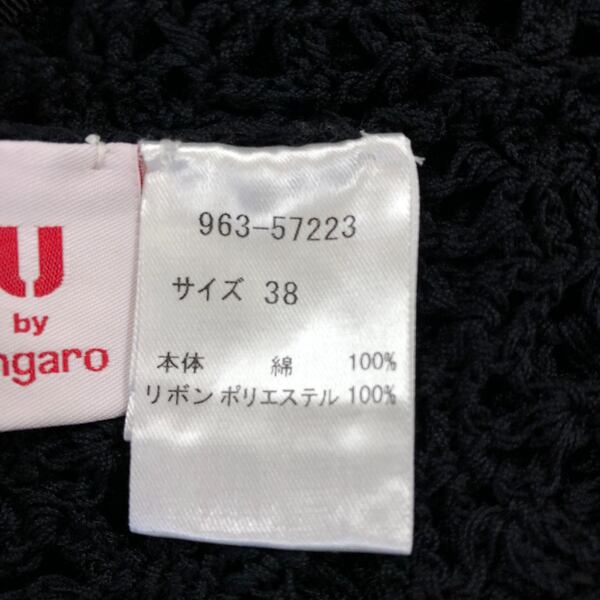 U
by
ngaro
963-57223
サイズ 38
本体 綿 100%
リボン ポリエステル 100%